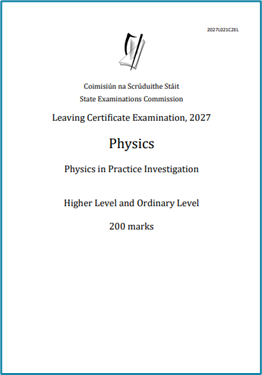 2027L021C2EL
Coimisiún na Scrúduithe Stáit
State Examinations Commission
Leaving Certificate Examination, 2027
Physics
Physics in Practice Investigation
Higher Level and Ordinary Level
200 marks